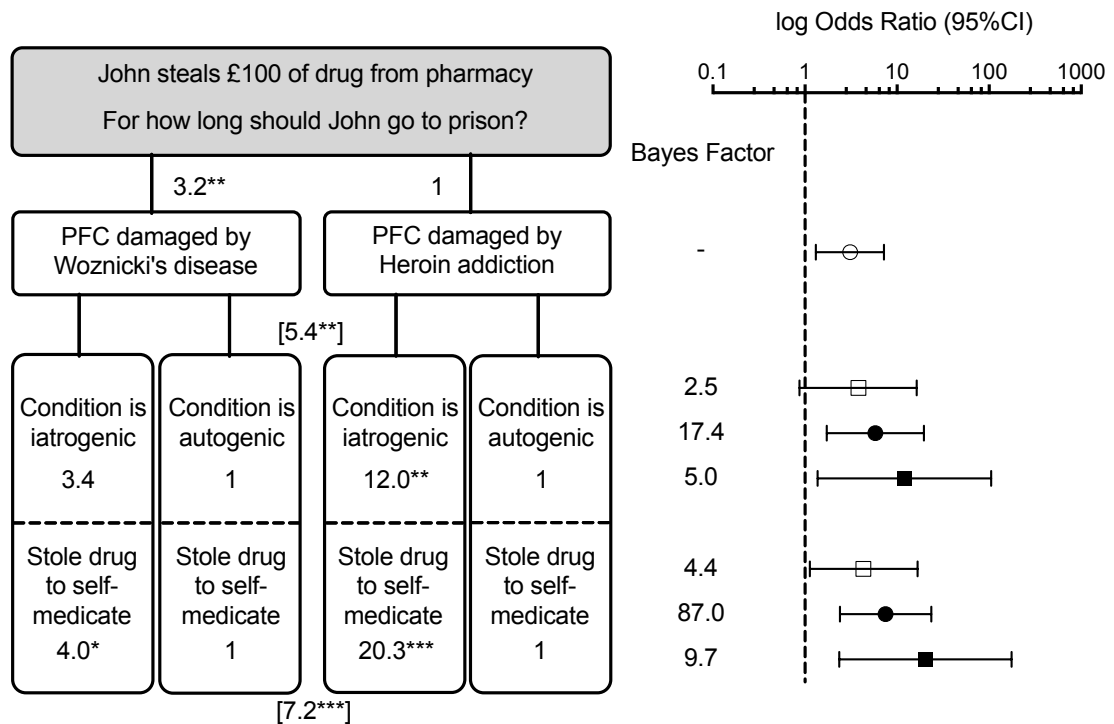 log Odds Ratio (95%CI)
0.1 1 10 100 1000
John steals £100 of drug from pharmacy
For how long should John go to prison?
Bayes Factor
3.2** 1
PFC damaged by
Woznicki's disease
PFC damaged by
Heroin addiction
-
[5.4**]
Condition is
iatrogenic
3.4
Condition is
autogenic
1
Condition is
iatrogenic
12.0**
Condition is
autogenic
1
2.5
17.4
5.0
Stole drug
to self-
medicate
4.0*
Stole drug
to self-
medicate
1
Stole drug
to self-
medicate
20.3***
Stole drug
to self-
medicate
1
4.4
87.0
9.7
[7.2***]